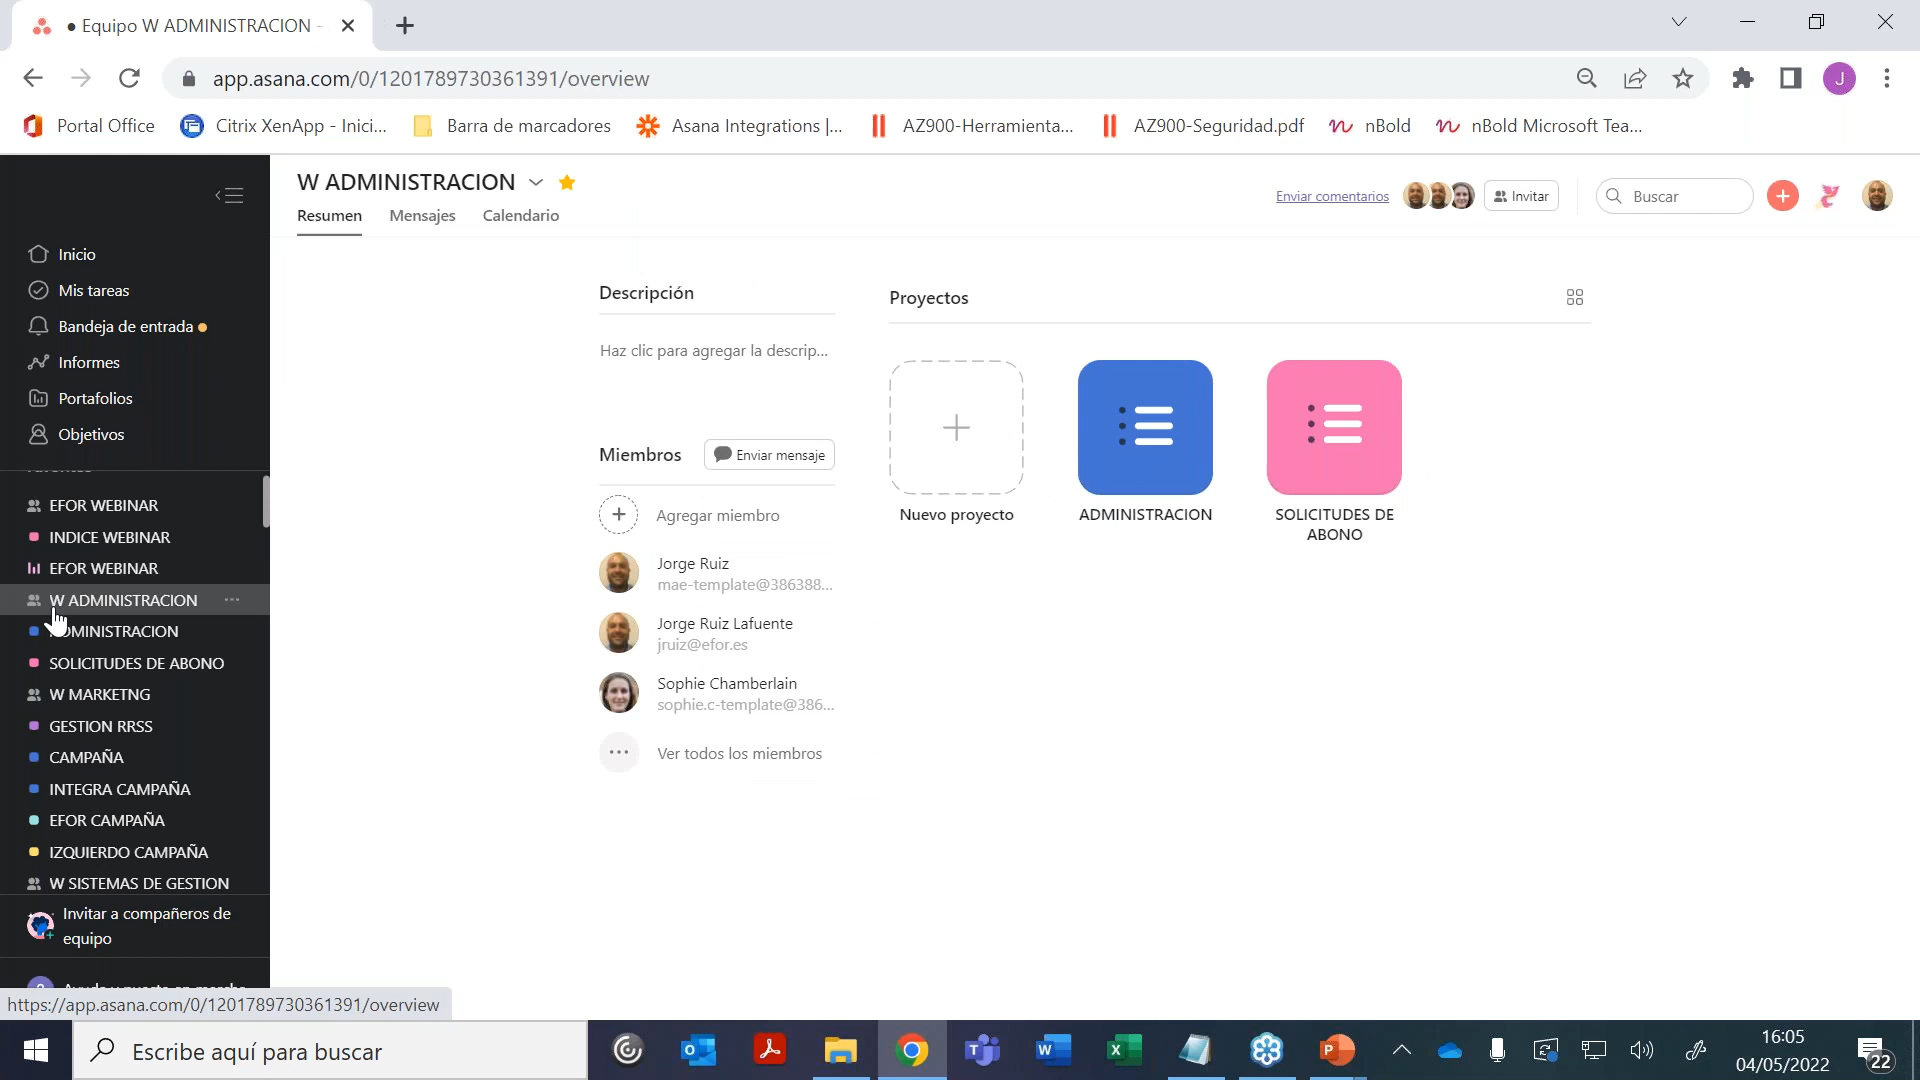 ● Equipo W ADMINISTRACION -
app.asana.com/0/1201789730361391/overview
J
Portal Office
Citrix XenApp - Inici...
Barra de marcadores
Asana Integrations |...
AZ900-Herramienta...
AZ900-Seguridad.pdf
nBold
nBold Microsoft Tea...
W ADMINISTRACION
Resumen
Mensajes
Calendario
Enviar comentarios
Invitar
Buscar
Inicio
Mis tareas
Bandeja de entrada
Informes
Portafolios
Objetivos
EFOR WEBINAR
INDICE WEBINAR
EFOR WEBINAR
W ADMINISTRACION
ADMINISTRACION
SOLICITUDES DE ABONO
W MARKETNG
GESTION RRSS
CAMPAÑA
INTEGRA CAMPAÑA
EFOR CAMPAÑA
IZQUIERDO CAMPAÑA
W SISTEMAS DE GESTION
Invitar a compañeros de
equipo
Descripción
Haz clic para agregar la descrip...
Miembros
Enviar mensaje
Agregar miembro
Jorge Ruiz
mae-template@386388...
Jorge Ruiz Lafuente
jruiz@efor.es
Sophie Chamberlain
sophie.c-template@386...
Ver todos los miembros
Proyectos
Nuevo proyecto
ADMINISTRACION
SOLICITUDES DE
ABONO
https://app.asana.com/0/1201789730361391/overview
Escribe aquí para buscar
16:05
04/05/2022
22